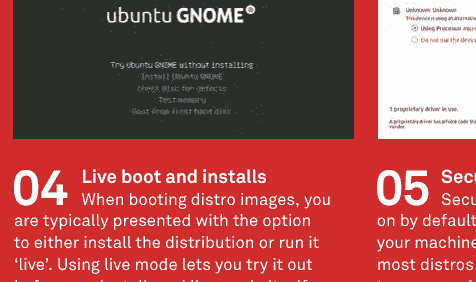 ubuntu GNOME
Try Ubuntu GNOME without installing
Install Ubuntu GNOME
Check disc for defects
Test memory
Boot from first hard disk
Unknown: Unknown
This device is using an alternative
Using Processor micro
Do not use the device
1 proprietary driver in use.
A proprietary driver has private code tha
04 Live boot and installs
When booting distro images, you
are typically presented with the option
to either install the distribution or run it
‘live’. Using live mode lets you try it out
05 Secu
Secu
on by default
your machine
most distros